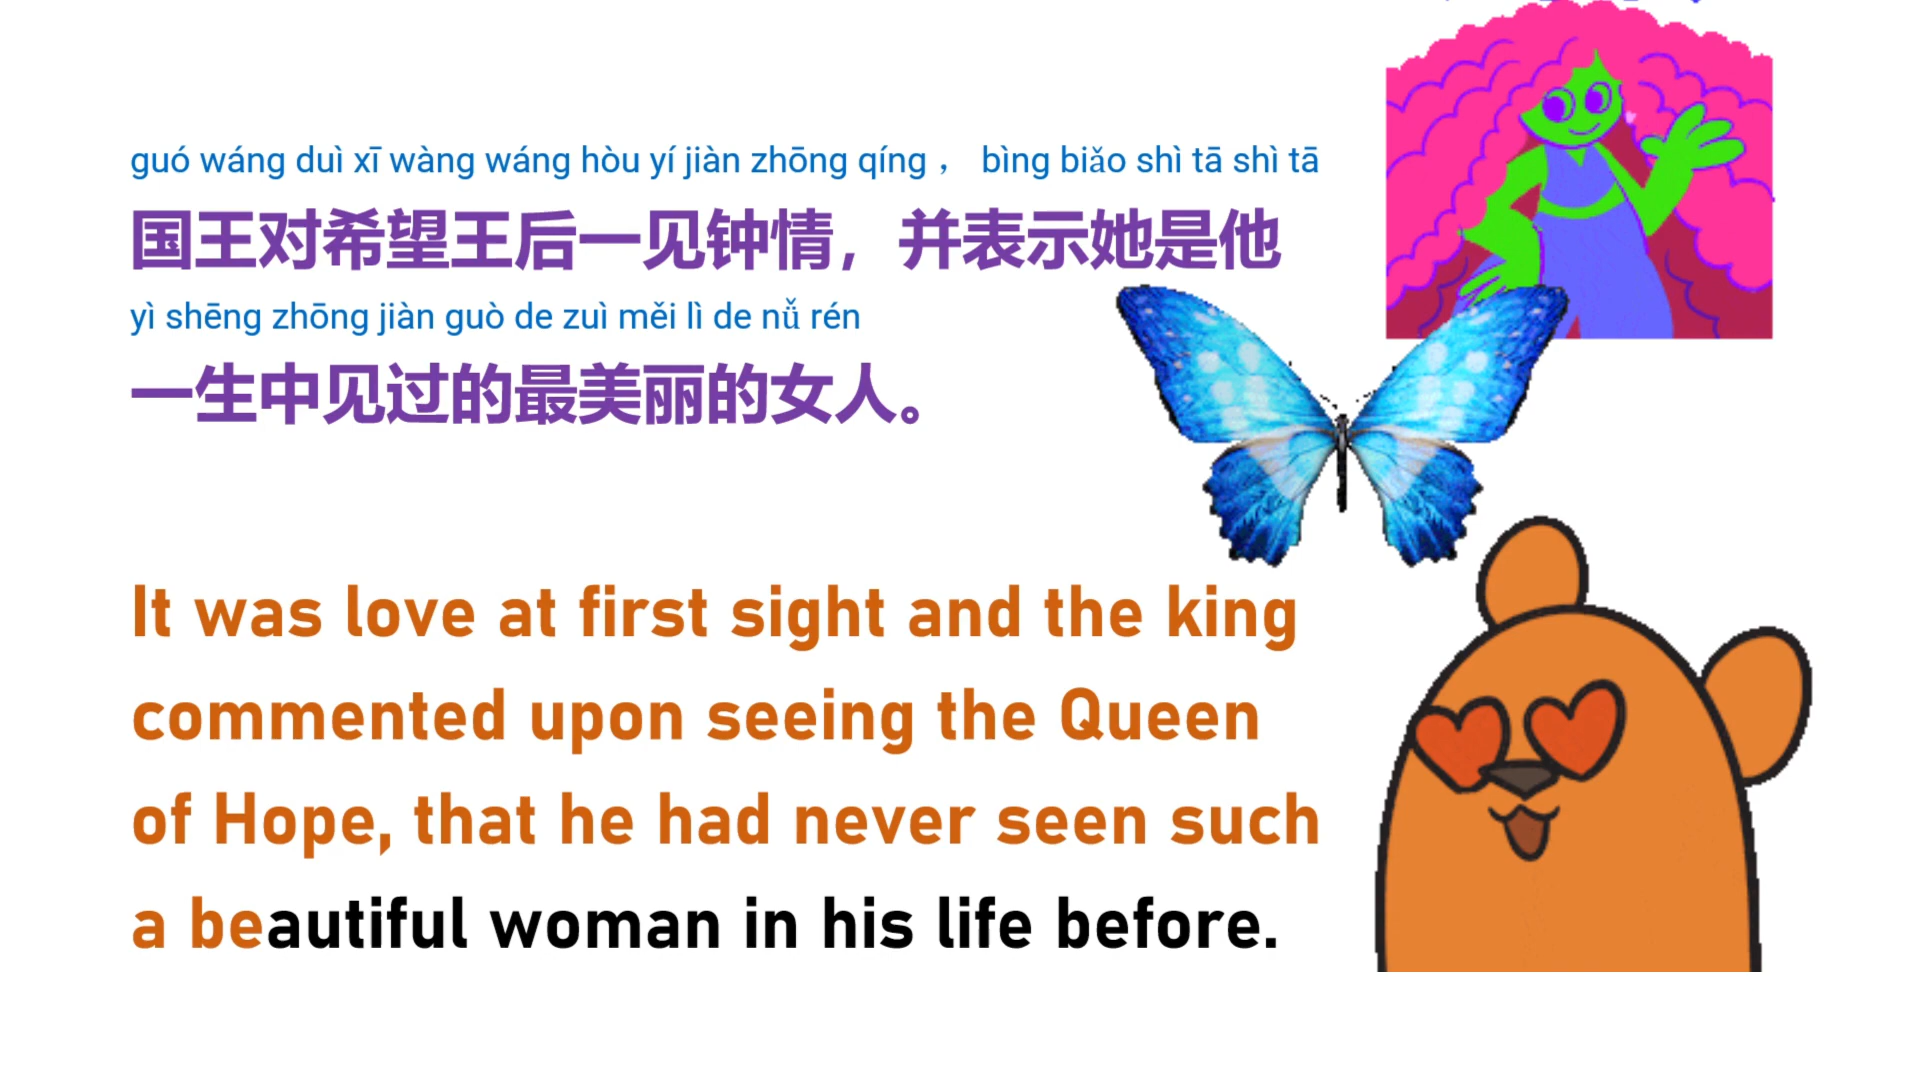 guó wáng duì xī wàng wáng hòu yí jiàn zhōng qíng ， bìng biǎo shì tā shì tā
国王对希望王后一见钟情，并表示她是他
yì shēng zhōng jiàn guò de zuì měi lì de nǚ rén
一生中见过的最美丽的女人。
It was love at first sight and the king
commented upon seeing the Queen
of Hope, that he had never seen such
a beautiful woman in his life before.